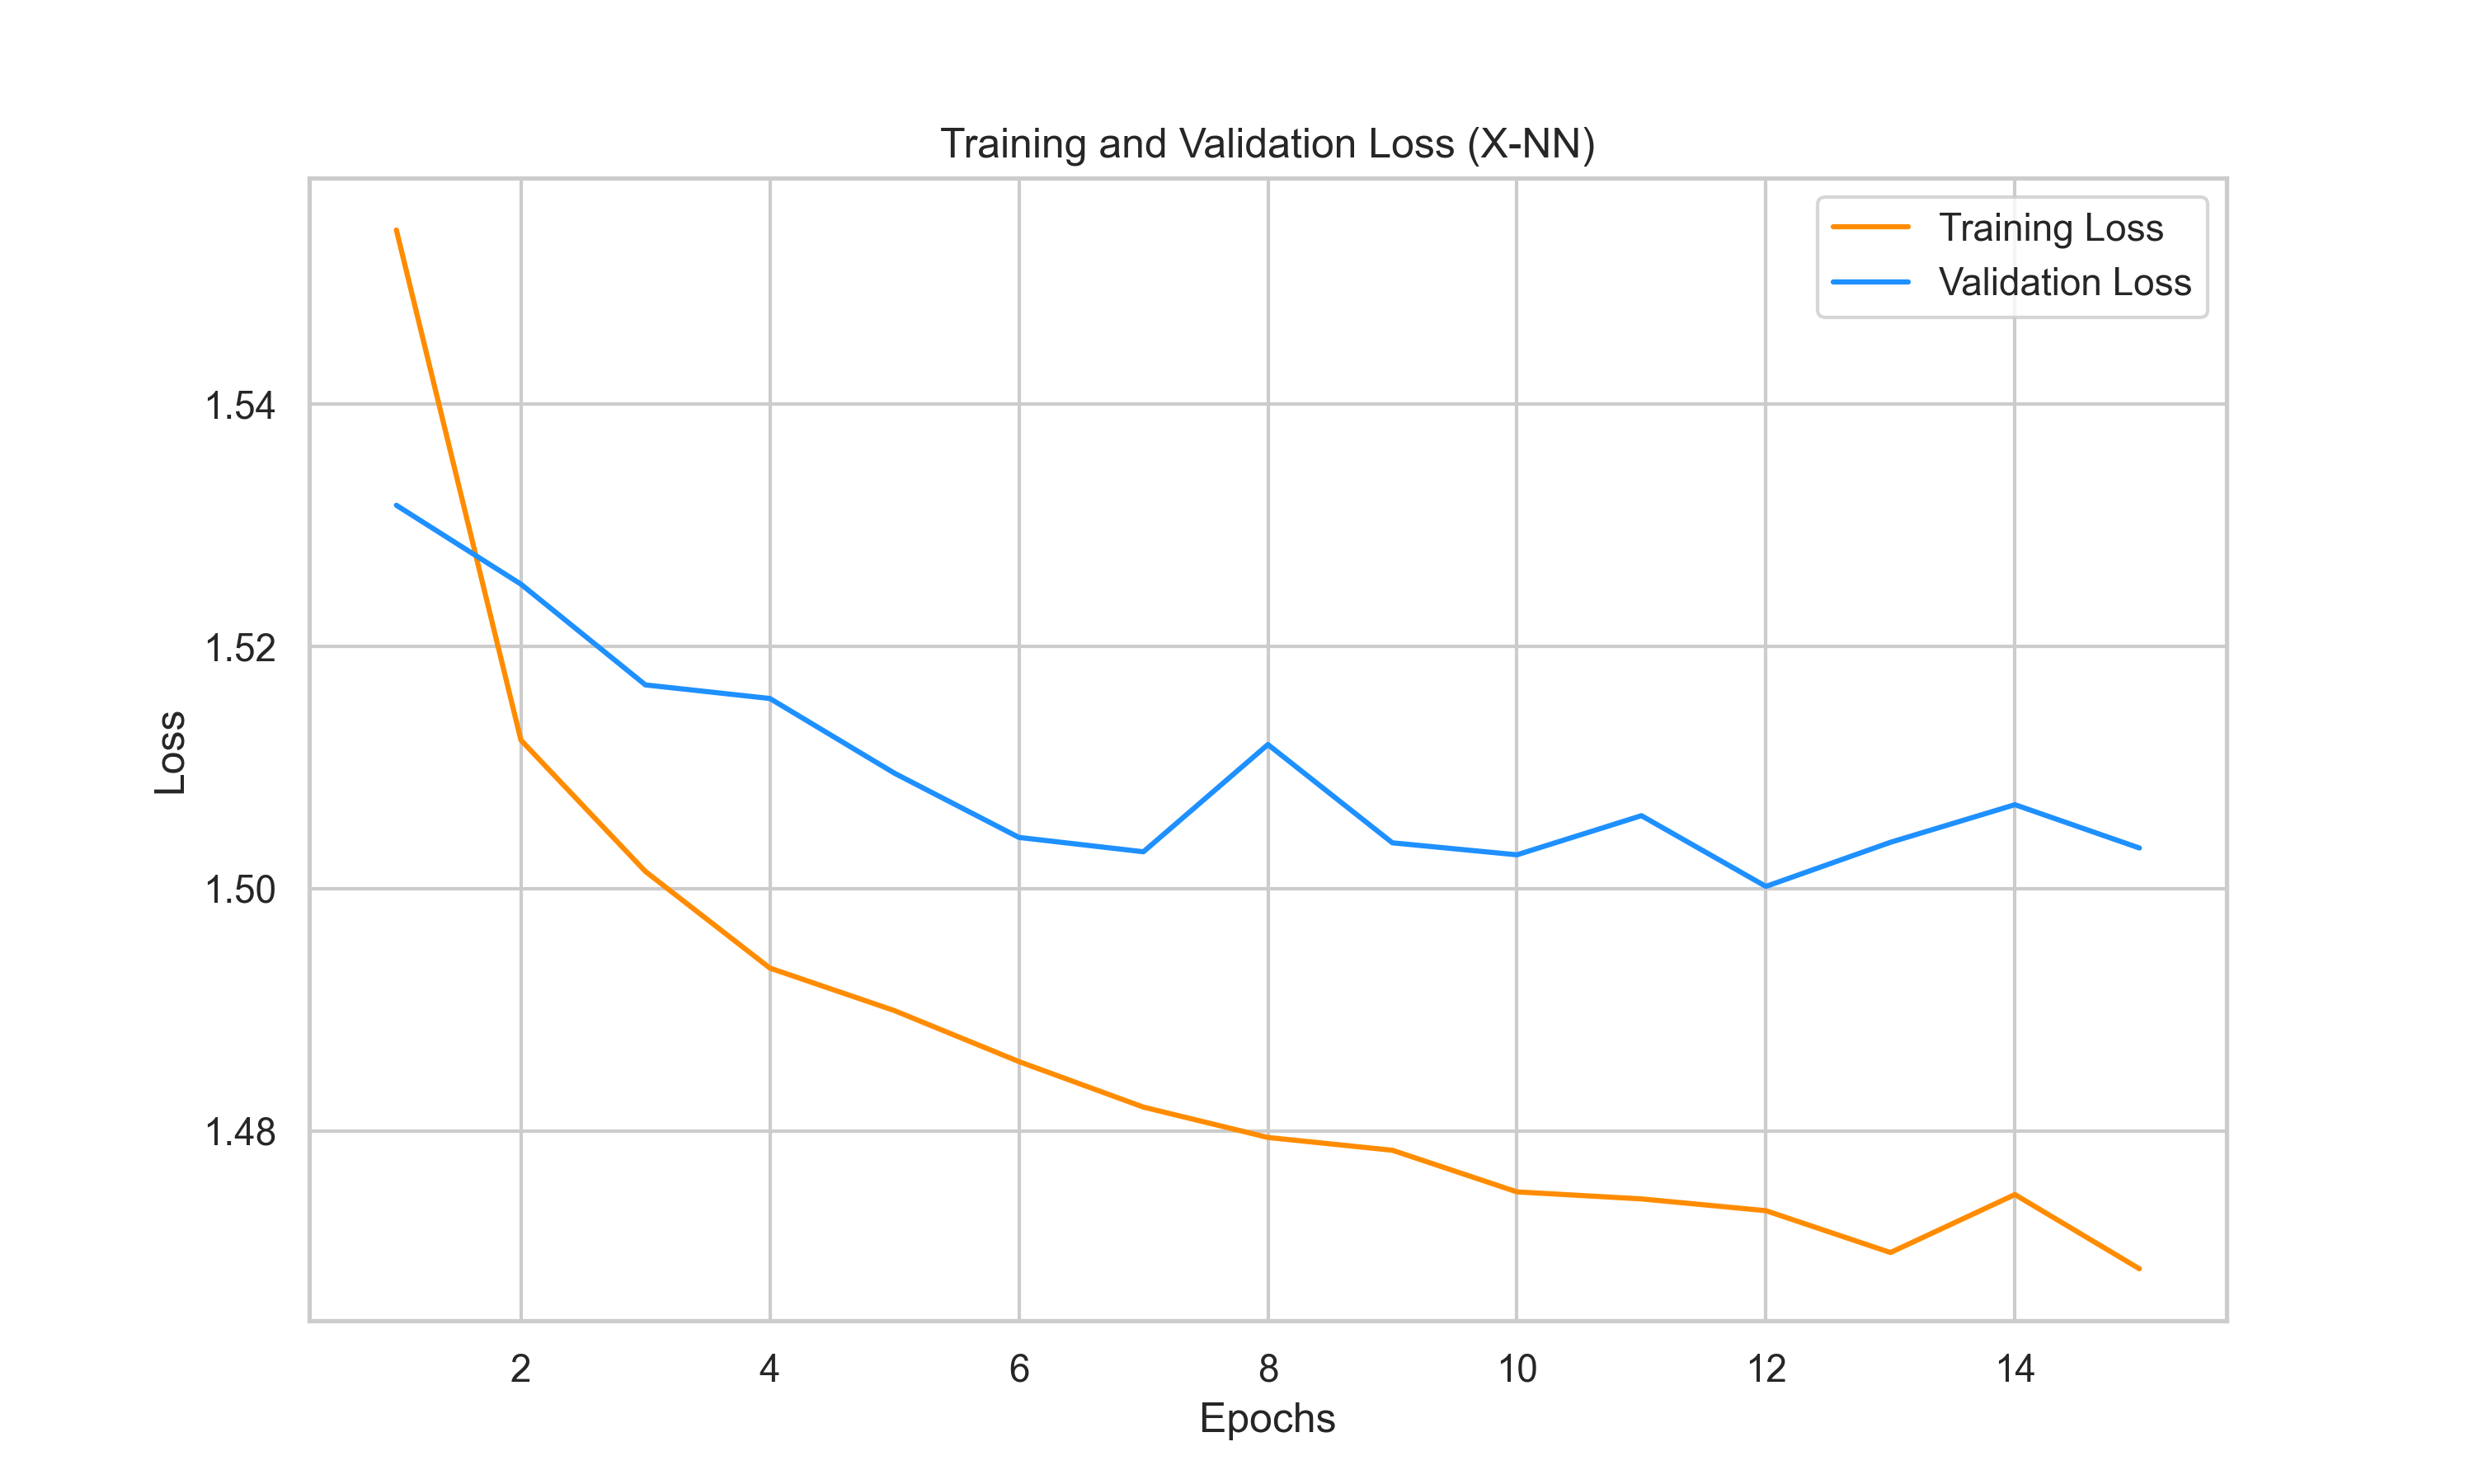 Training and Validation Loss (X-NN)
Training Loss
Validation Loss
1.54
1.52
1.50
1.48
Loss
2 4 6 8 10 12 14
Epochs